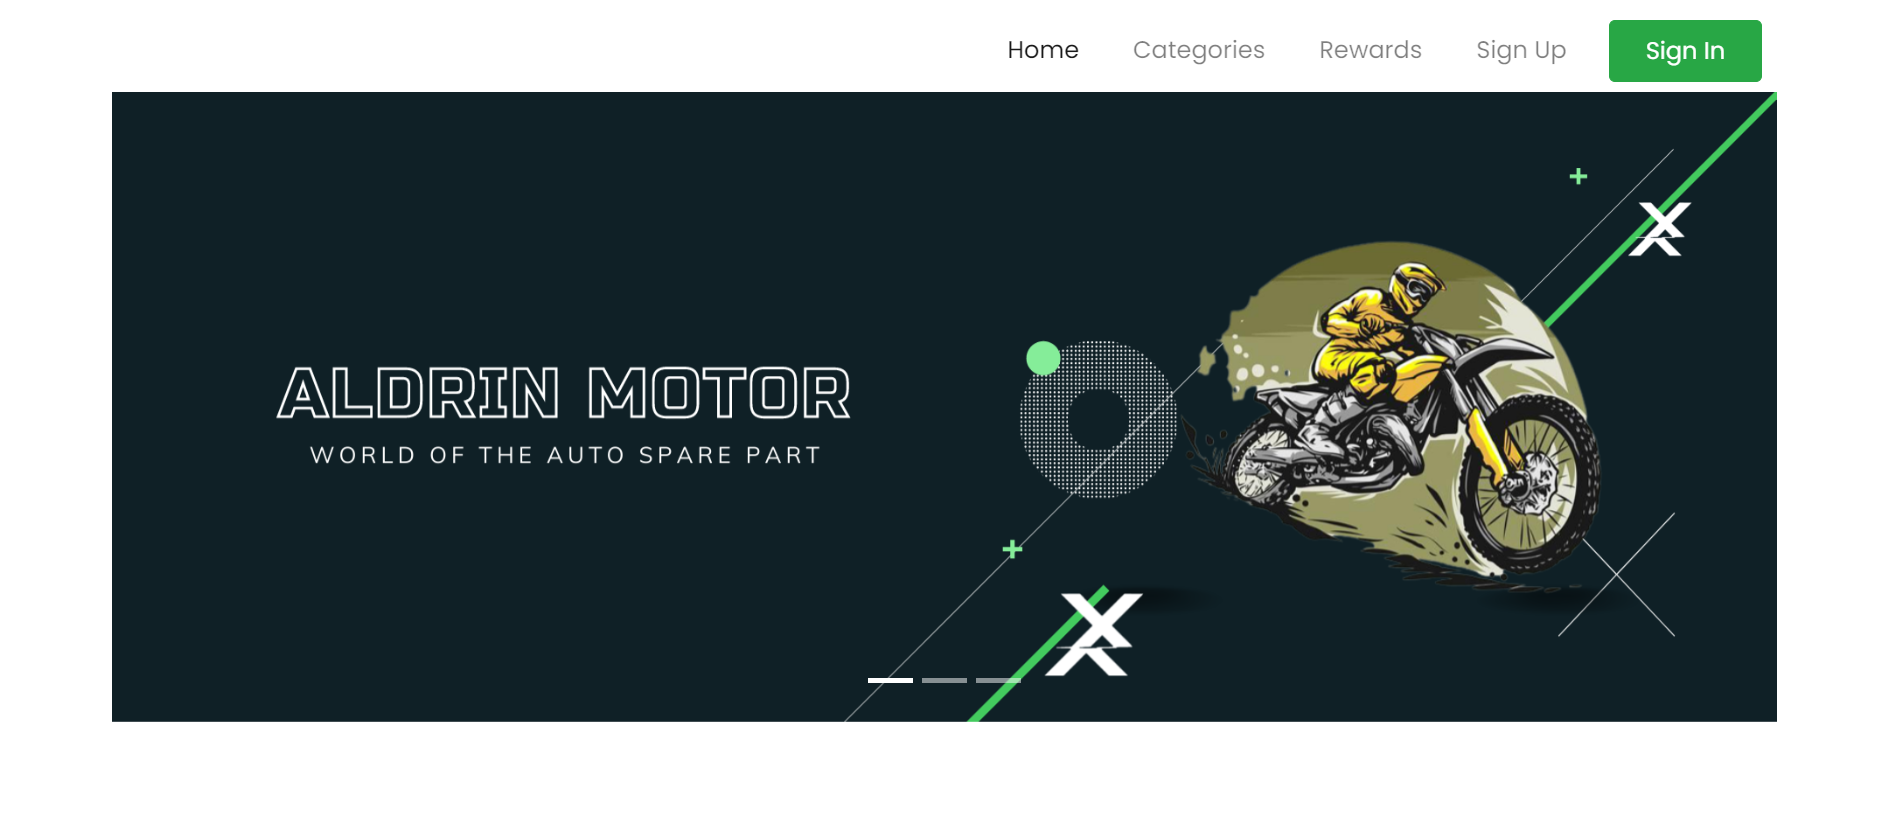 Home Categories Rewards Sign Up Sign In
ALDRIN MOTOR
WORLD OF THE AUTO SPARE PART